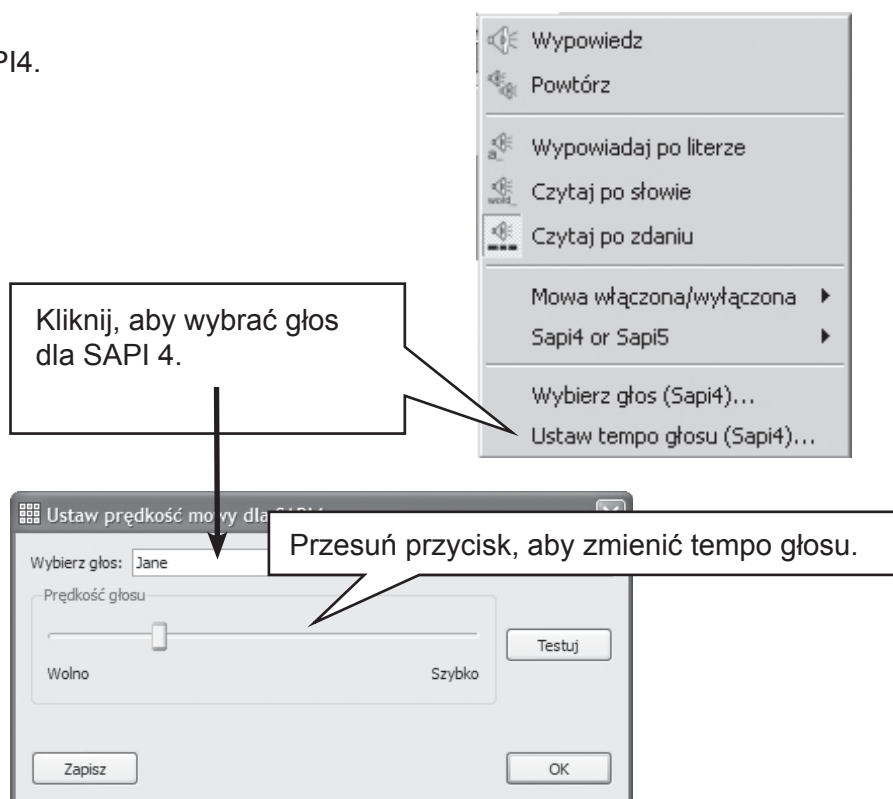 PI4.
Wypowiedz
Powtórz
Wypowiadaj po literze
Czytaj po słowie
Czytaj po zdaniu
Mowa włączona/wyłączona
Sapi4 or Sapi5
Wybierz głos (Sapi4)...
Ustaw tempo głosu (Sapi4)...
Kliknij, aby wybrać głos
dla SAPI 4.
Ustaw prędkość mowy dla
Przesuń przycisk, aby zmienić tempo głosu.
Wybierz głos: Jane
Prędkość głosu
Wolno
Szybko
Testuj
Zapisz
OK